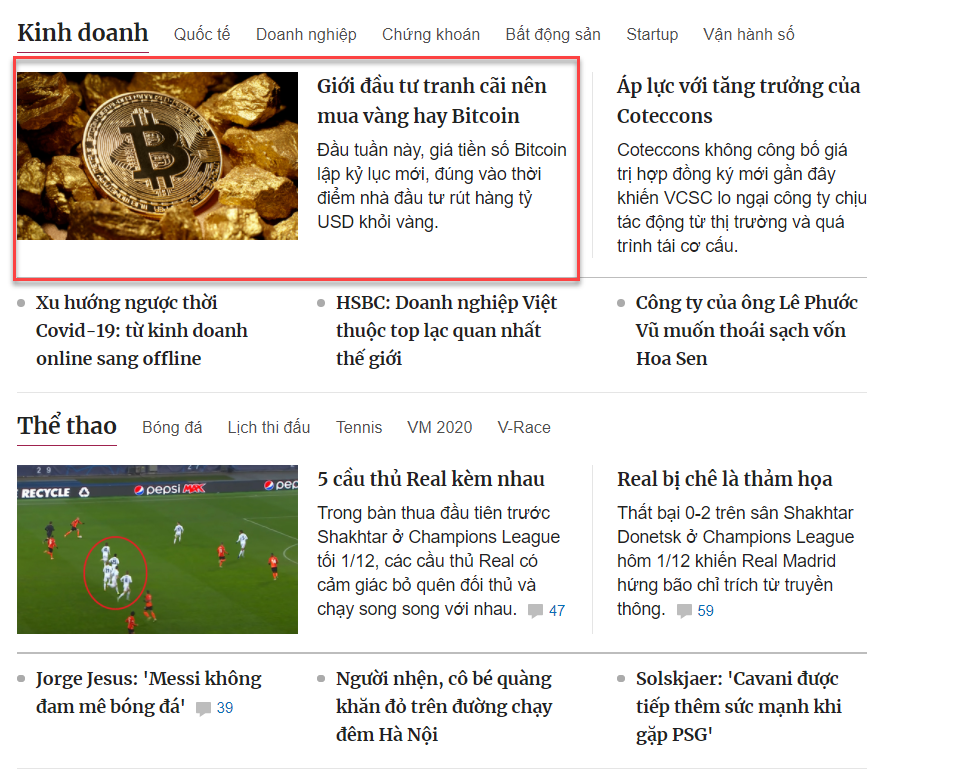 Kinh doanh Quốc tế Doanh nghiệp Chứng khoán Bất động sản Startup Vận hành số
Giới đầu tư tranh cãi nên
mua vàng hay Bitcoin
Đầu tuần này, giá tiền số Bitcoin
lập kỷ lục mới, đúng vào thời
điểm nhà đầu tư rút hàng tỷ
USD khỏi vàng.
Áp lực với tăng trưởng của
Coteccons
Coteccons không công bố giá
trị hợp đồng ký mới gần đây
khiến VCSC lo ngại công ty chịu
tác động từ thị trường và quá
trình tái cơ cấu.
Xu hướng ngược thời
Covid-19: từ kinh doanh
online sang offline
HSBC: Doanh nghiệp Việt
thuộc top lạc quan nhất
thế giới
Công ty của ông Lê Phước
Vũ muốn thoái sạch vốn
Hoa Sen
Thể thao Bóng đá Lịch thi đấu Tennis VM 2020 V-Race
2 9
RECYCLE pepsi MAX pep
5 cầu thủ Real kèm nhau
Trong bàn thua đầu tiên trước
Shakhtar ở Champions League
tối 1/12, các cầu thủ Real có
cảm giác bỏ quên đối thủ và
chạy song song với nhau. 47
Real bị chê là thảm họa
Thất bại 0-2 trên sân Shakhtar
Donetsk ở Champions League
hôm 1/12 khiến Real Madrid
hứng bão chỉ trích từ truyền
thông. 59
Jorge Jesus: 'Messi không
đam mê bóng đá' 39
Người nhện, cô bé quàng
khăn đỏ trên đường chạy
đêm Hà Nội
Solskjaer: 'Cavani được
tiếp thêm sức mạnh khi
gặp PSG'